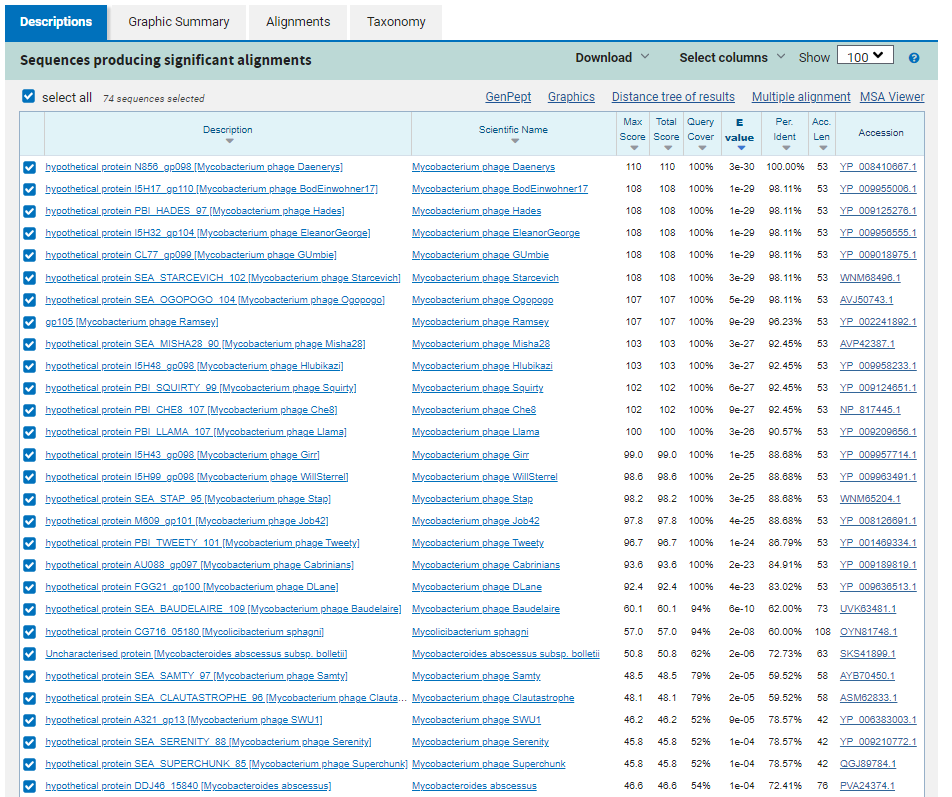 Descriptions Graphic Summary Alignments Taxonomy
Sequences producing significant alignments Download Select columns Show 100 ?
select all 74 sequences selected GenPept Graphics Distance tree of results Multiple alignment MSA Viewer
Description Scientific Name Max Score Total Score Query Cover E value Per. Ident Acc. Len Accession
hypothetical protein N856_gp098 [Mycobacterium phage Daenerys] Mycobacterium phage Daenerys 110 110 100% 3e-30 100.00% 53 YP_008410667.1
hypothetical protein I5H17_gp110 [Mycobacterium phage BodEinwohner17] Mycobacterium phage BodEinwohner17 108 108 100% 1e-29 98.11% 53 YP_009955006.1
hypothetical protein PBI_HADES_97 [Mycobacterium phage Hades] Mycobacterium phage Hades 108 108 100% 1e-29 98.11% 53 YP_009125276.1
hypothetical protein I5H32_gp104 [Mycobacterium phage EleanorGeorge] Mycobacterium phage EleanorGeorge 108 108 100% 1e-29 98.11% 53 YP_009956555.1
hypothetical protein CL77_gp099 [Mycobacterium phage GUmbie] Mycobacterium phage GUmbie 108 108 100% 1e-29 98.11% 53 YP_009018975.1
hypothetical protein SEA_STARCEVICH_102 [Mycobacterium phage Starcevich] Mycobacterium phage Starcevich 108 108 100% 3e-29 98.11% 53 WNM68496.1
hypothetical protein SEA_OGOPOGO_104 [Mycobacterium phage Ogopogo] Mycobacterium phage Ogopogo 107 107 100% 5e-29 98.11% 53 AVJ50743.1
gp105 [Mycobacterium phage Ramsey] Mycobacterium phage Ramsey 107 107 100% 9e-29 96.23% 53 YP_002241892.1
hypothetical protein SEA_MISHA28_90 [Mycobacterium phage Misha28] Mycobacterium phage Misha28 103 103 100% 3e-27 92.45% 53 AVP42387.1
hypothetical protein I5H48_gp098 [Mycobacterium phage Hlubikazi] Mycobacterium phage Hlubikazi 103 103 100% 3e-27 92.45% 53 YP_009958233.1
hypothetical protein PBI_SQUIRTY_99 [Mycobacterium phage Squirty] Mycobacterium phage Squirty 102 102 100% 6e-27 92.45% 53 YP_009124651.1
hypothetical protein PBI_CHE8_107 [Mycobacterium phage Che8] Mycobacterium phage Che8 102 102 100% 9e-27 92.45% 53 NP_817445.1
hypothetical protein PBI_LLAMA_107 [Mycobacterium phage Llama] Mycobacterium phage Llama 100 100 100% 3e-26 90.57% 53 YP_009209656.1
hypothetical protein I5H43_gp098 [Mycobacterium phage Girr] Mycobacterium phage Girr 99.0 99.0 100% 1e-25 88.68% 53 YP_009957714.1
hypothetical protein I5H99_gp098 [Mycobacterium phage WillSterrel] Mycobacterium phage WillSterrel 98.6 98.6 100% 2e-25 88.68% 53 YP_009963491.1
hypothetical protein SEA_STAP_95 [Mycobacterium phage Stap] Mycobacterium phage Stap 98.2 98.2 100% 3e-25 88.68% 53 WNM65204.1
hypothetical protein M609_gp101 [Mycobacterium phage Job42] Mycobacterium phage Job42 97.8 97.8 100% 4e-25 88.68% 53 YP_008126691.1
hypothetical protein PBI_TWEETY_101 [Mycobacterium phage Tweety] Mycobacterium phage Tweety 96.7 96.7 100% 1e-24 86.79% 53 YP_001469334.1
hypothetical protein AU088_gp097 [Mycobacterium phage Cabrinians] Mycobacterium phage Cabrinians 93.6 93.6 100% 2e-23 84.91% 53 YP_009189819.1
hypothetical protein FGG21_gp100 [Mycobacterium phage DLane] Mycobacterium phage DLane 92.4 92.4 100% 4e-23 83.02% 53 YP_009636513.1
hypothetical protein SEA_BAUDELAIRE_109 [Mycobacterium phage Baudelaire] Mycobacterium phage Baudelaire 60.1 60.1 94% 6e-10 62.00% 73 UVK63481.1
hypothetical protein CG716_05180 [Mycolicibacterium sphagni] Mycolicibacterium sphagni 57.0 57.0 94% 2e-08 60.00% 108 OYN81748.1
Uncharacterised protein [Mycobacteroides abscessus subsp. bolletii] Mycobacteroides abscessus subsp. bolletii 50.8 50.8 62% 2e-06 72.73% 63 SKS41899.1
hypothetical protein SEA_SAMTY_97 [Mycobacterium phage Samty] Mycobacterium phage Samty 48.5 48.5 79% 2e-05 59.52% 58 AYB70450.1
hypothetical protein SEA_CLAUTASTROPHE_96 [Mycobacterium phage Clauta... Mycobacterium phage Clautastrophe 48.1 48.1 79% 2e-05 59.52% 58 ASM62833.1
hypothetical protein A321_gp13 [Mycobacterium phage SWU1] Mycobacterium phage SWU1 46.2 46.2 52% 9e-05 78.57% 42 YP_006383003.1
hypothetical protein SEA_SERENITY_88 [Mycobacterium phage Serenity] Mycobacterium phage Serenity 45.8 45.8 52% 1e-04 78.57% 42 YP_009210772.1
hypothetical protein SEA_SUPERCHUNK_85 [Mycobacterium phage Superchunk] Mycobacterium phage Superchunk 45.8 45.8 52% 1e-04 78.57% 42 QGJ89784.1
hypothetical protein DDJ46_15840 [Mycobacteroides abscessus] Mycobacteroides abscessus 46.6 46.6 54% 1e-04 72.41% 76 PVA24374.1